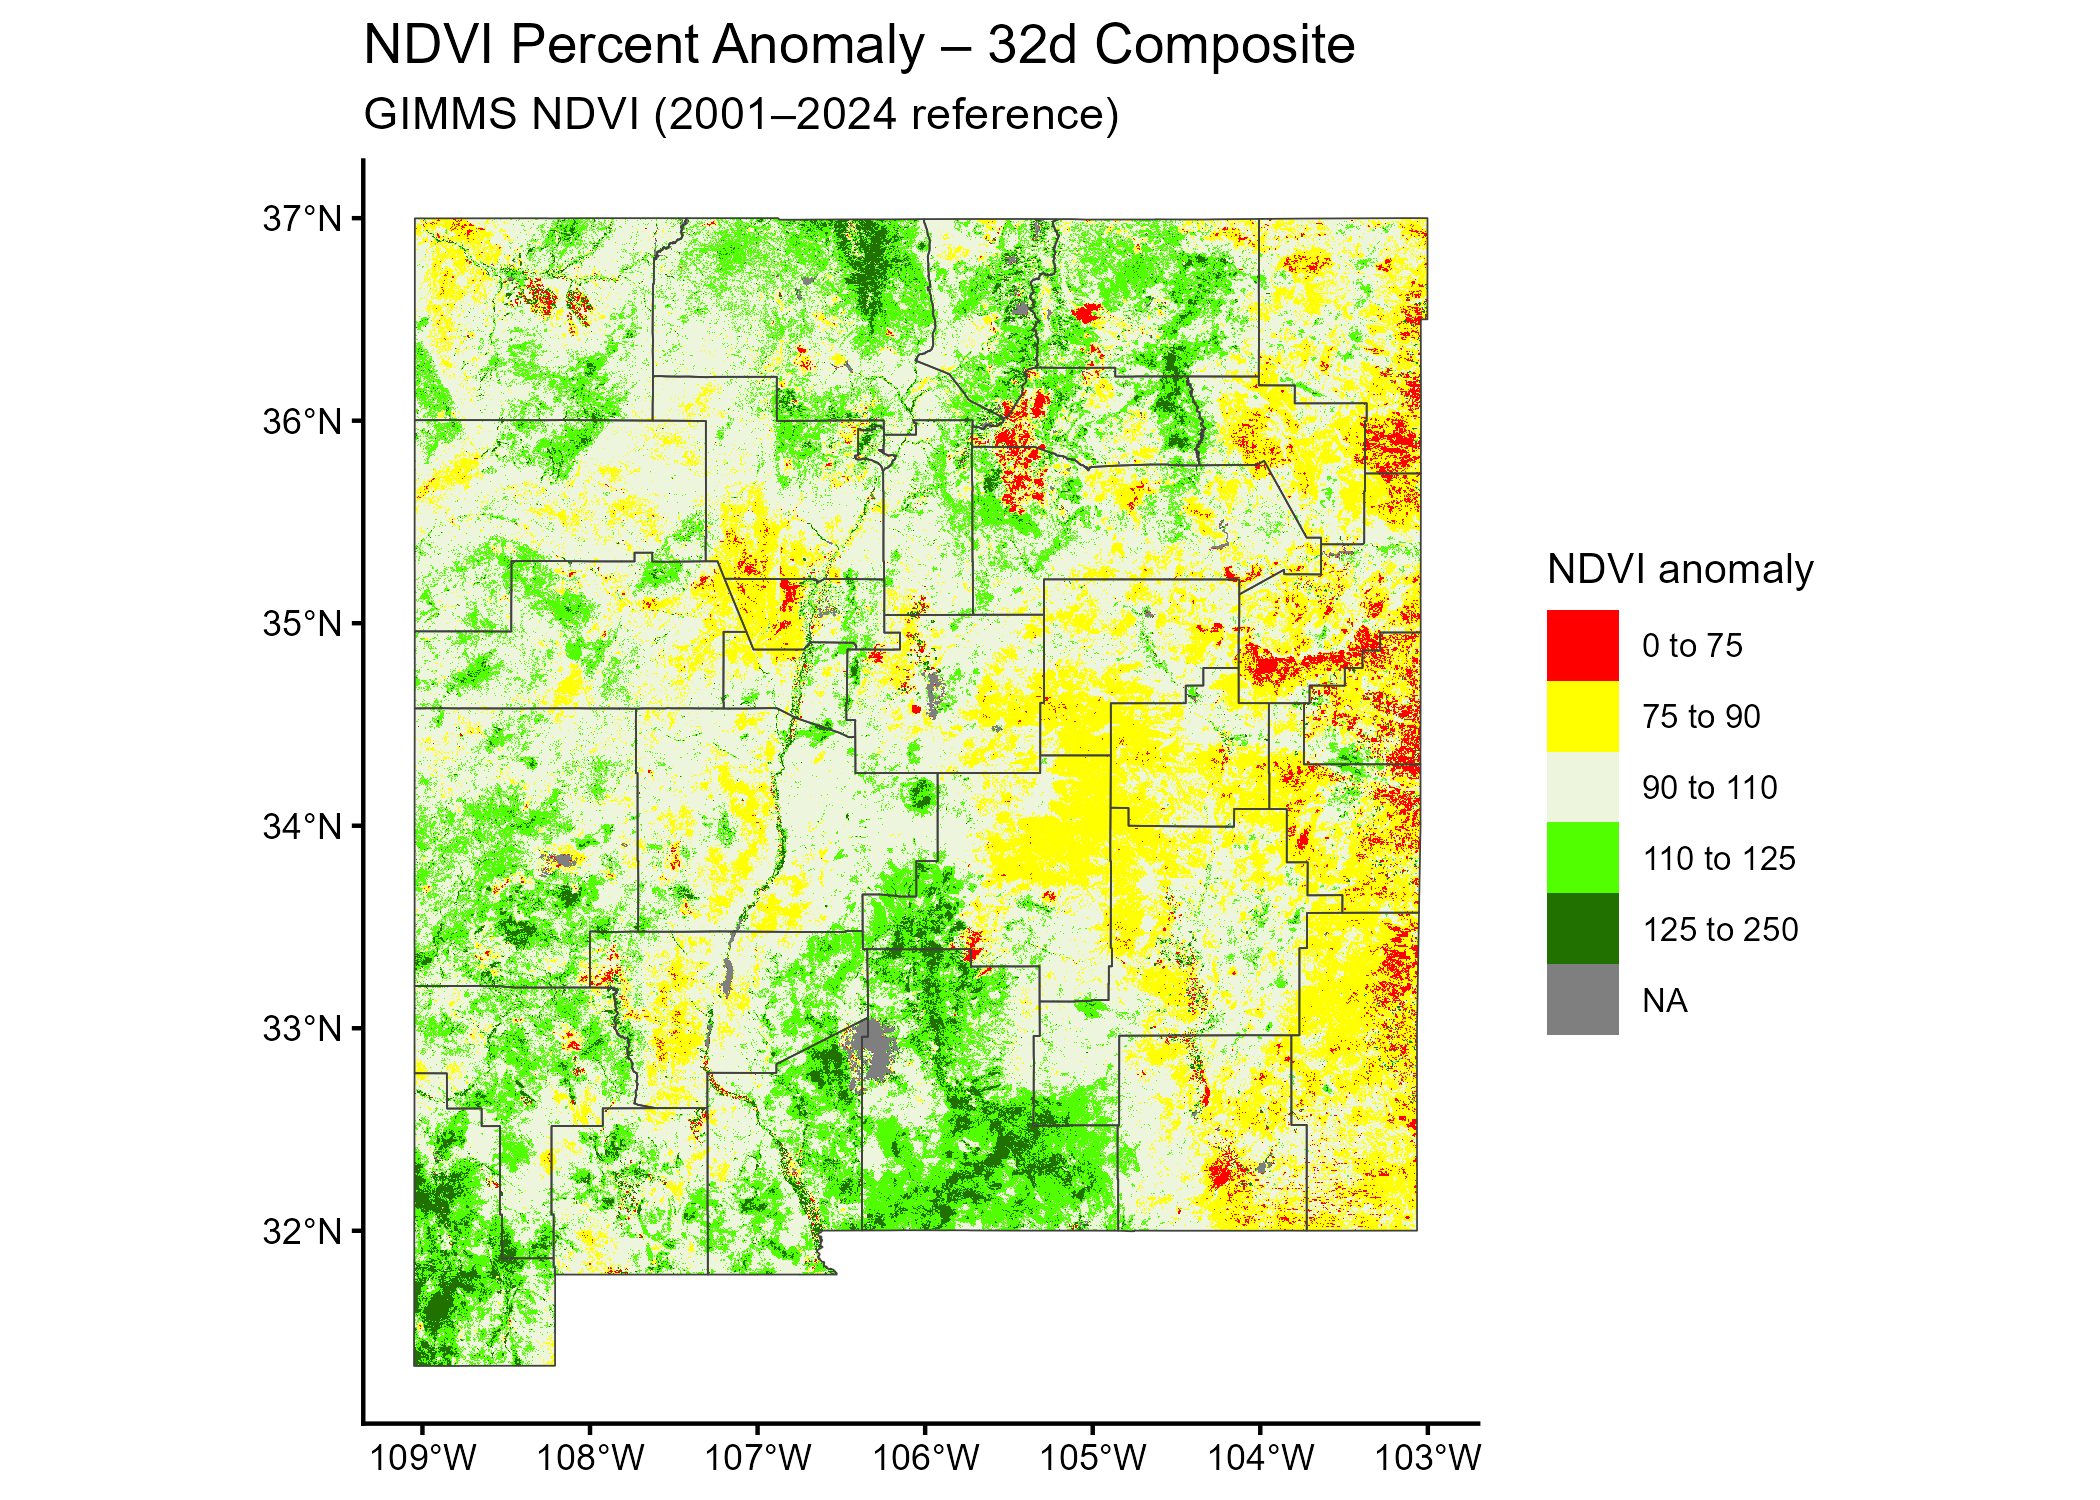 NDVI Percent Anomaly – 32d Composite
GIMMS NDVI (2001–2024 reference)
37°N
36°N
35°N
34°N
33°N
32°N
109°W
108°W
107°W
106°W
105°W
104°W
103°W
NDVI anomaly
0 to 75
75 to 90
90 to 110
110 to 125
125 to 250
NA